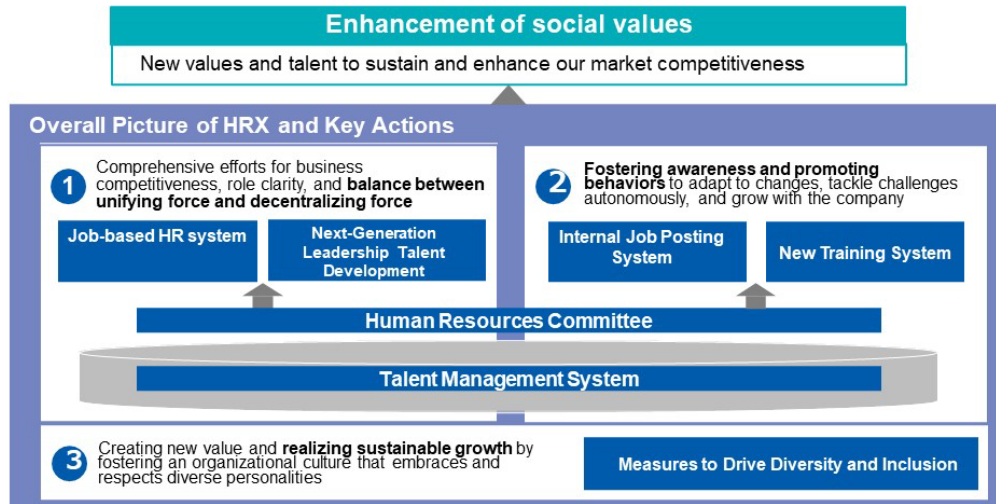 Enhancement of social values
New values and talent to sustain and enhance our market competitiveness
Overall Picture of HRX and Key Actions
1
Comprehensive efforts for business
competitiveness, role clarity, and balance between
unifying force and decentralizing force
Job-based HR system
Next-Generation
Leadership Talent
Development
2
Fostering awareness and promoting
behaviors to adapt to changes, tackle challenges
autonomously, and grow with the company
Internal Job Posting
System
New Training System
Human Resources Committee
Talent Management System
3
Creating new value and realizing sustainable growth by
fostering an organizational culture that embraces and
respects diverse personalities
Measures to Drive Diversity and Inclusion